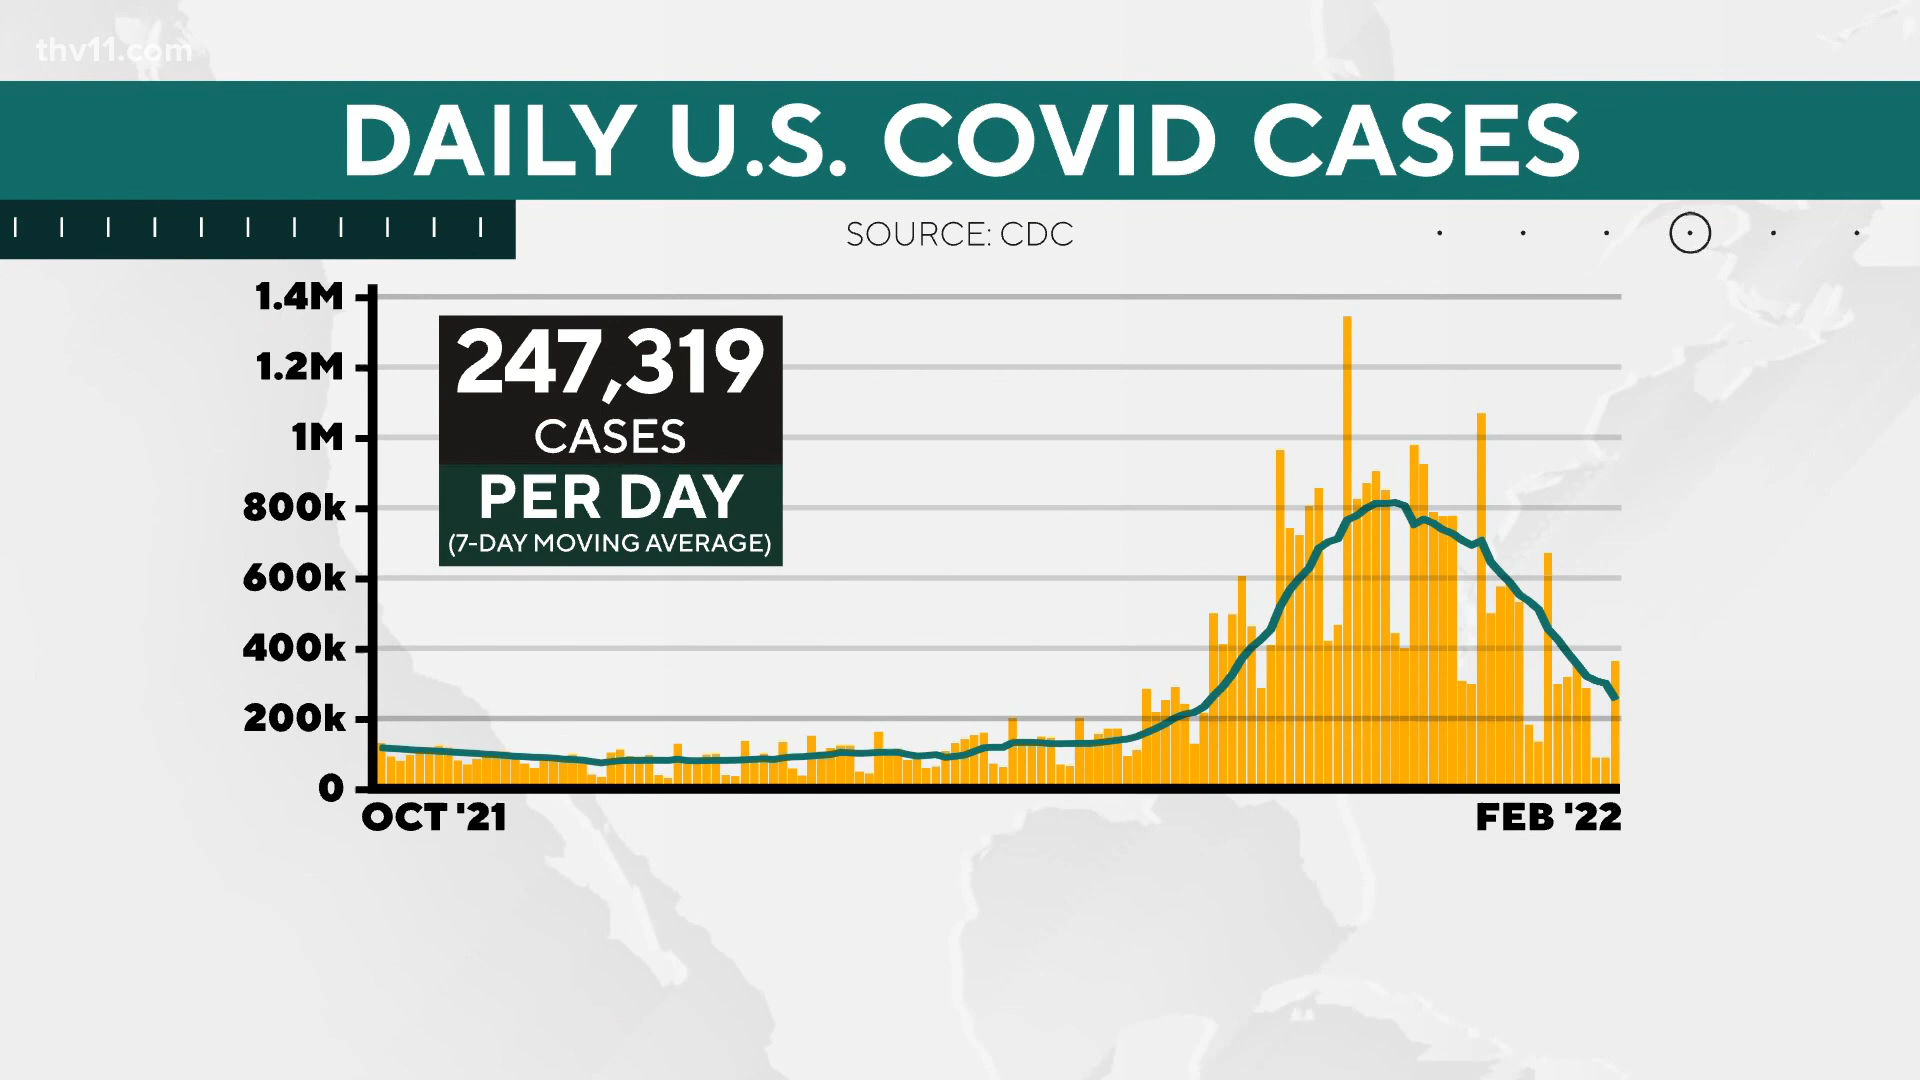 thv11.com
DAILY U.S. COVID CASES
SOURCE: CDC
1.4M
1.2M
1M
800k
600k
400k
200k
0
247,319
CASES
PER DAY
(7-DAY MOVING AVERAGE)
OCT '21
FEB '22